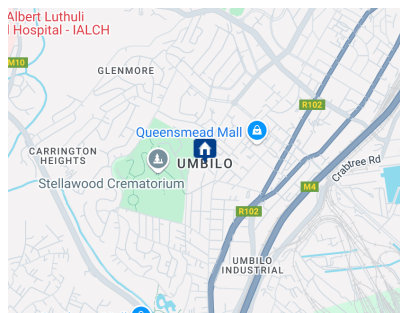 Albert Luthuli
l Hospital - IALCH
M10
GLENMORE
R102
Queensmead Mall
CARRINGTON
HEIGHTS
UMBILO
Stellawood Crematorium
Crabtree Rd
M4
R102
UMBILO
INDUSTRIAL